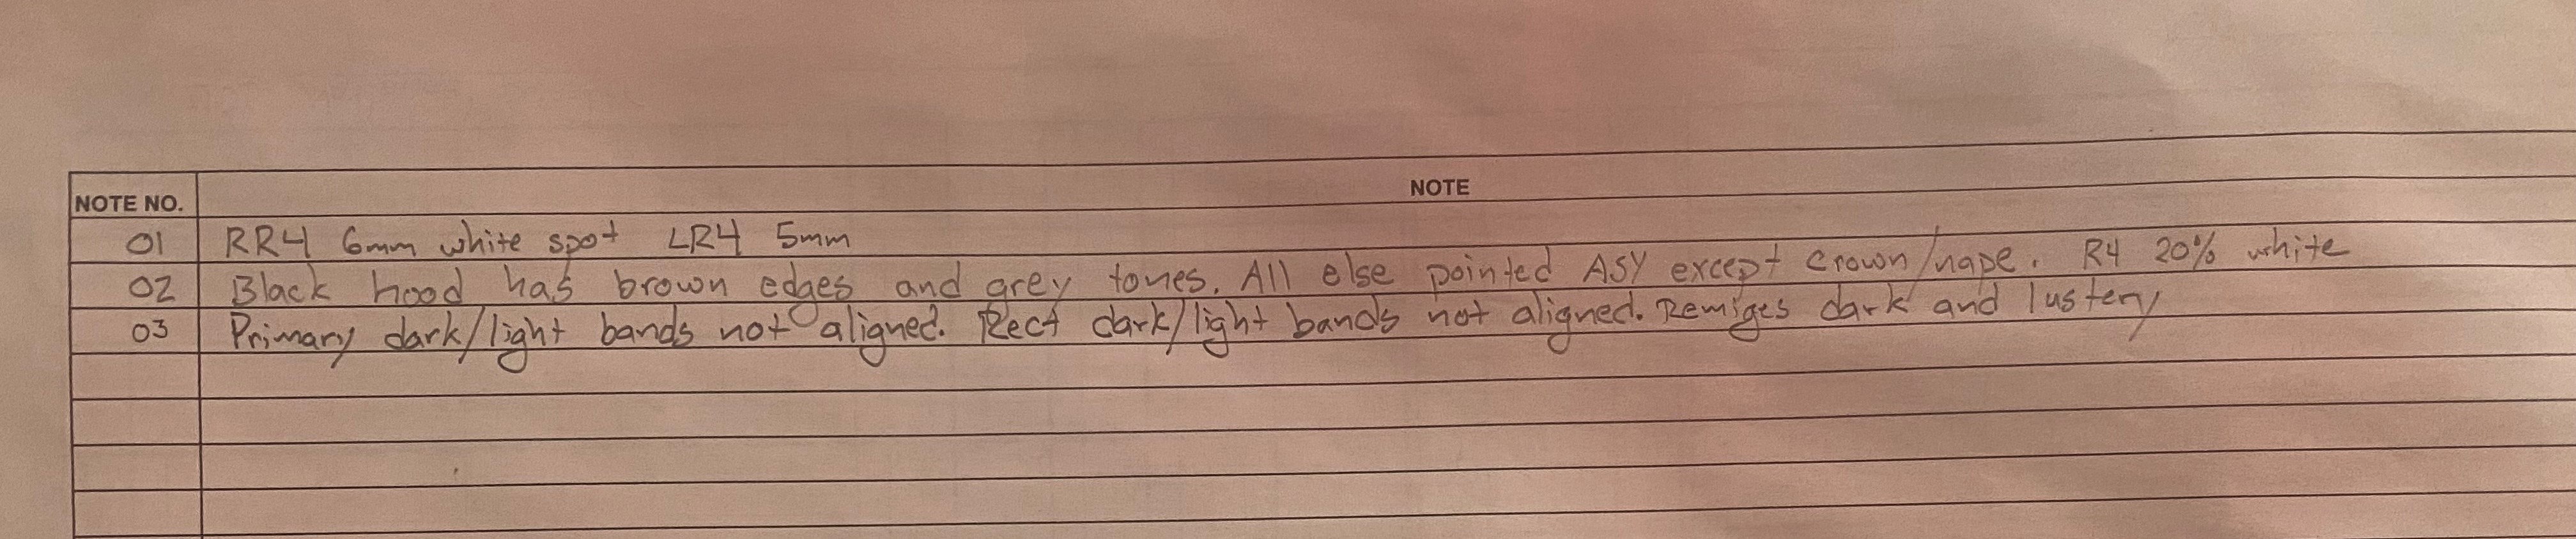 NOTE NO. NOTE
01 RR4 6mm white spot LR4 5mm
02 Black hood has brown edges and grey tones. All else pointed ASY except crown/nape. R4 20% white
03 Primary dark/light bands not aligned. Rect dark/light bands not aligned. Remiges dark and lustery